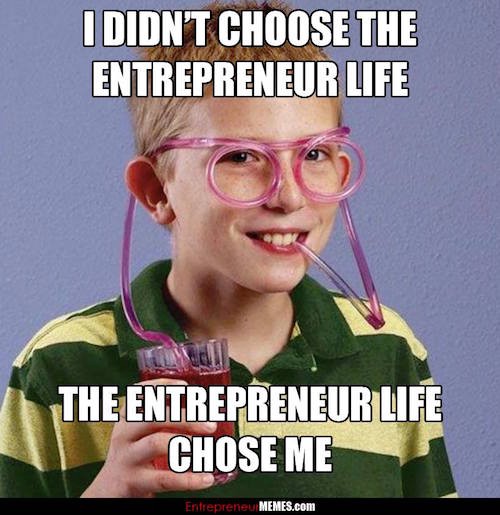 I DIDN'T CHOOSE THE
ENTREPRENEUR LIFE
THE ENTREPRENEUR LIFE
CHOSE ME
EntrepreneurMEMES.com